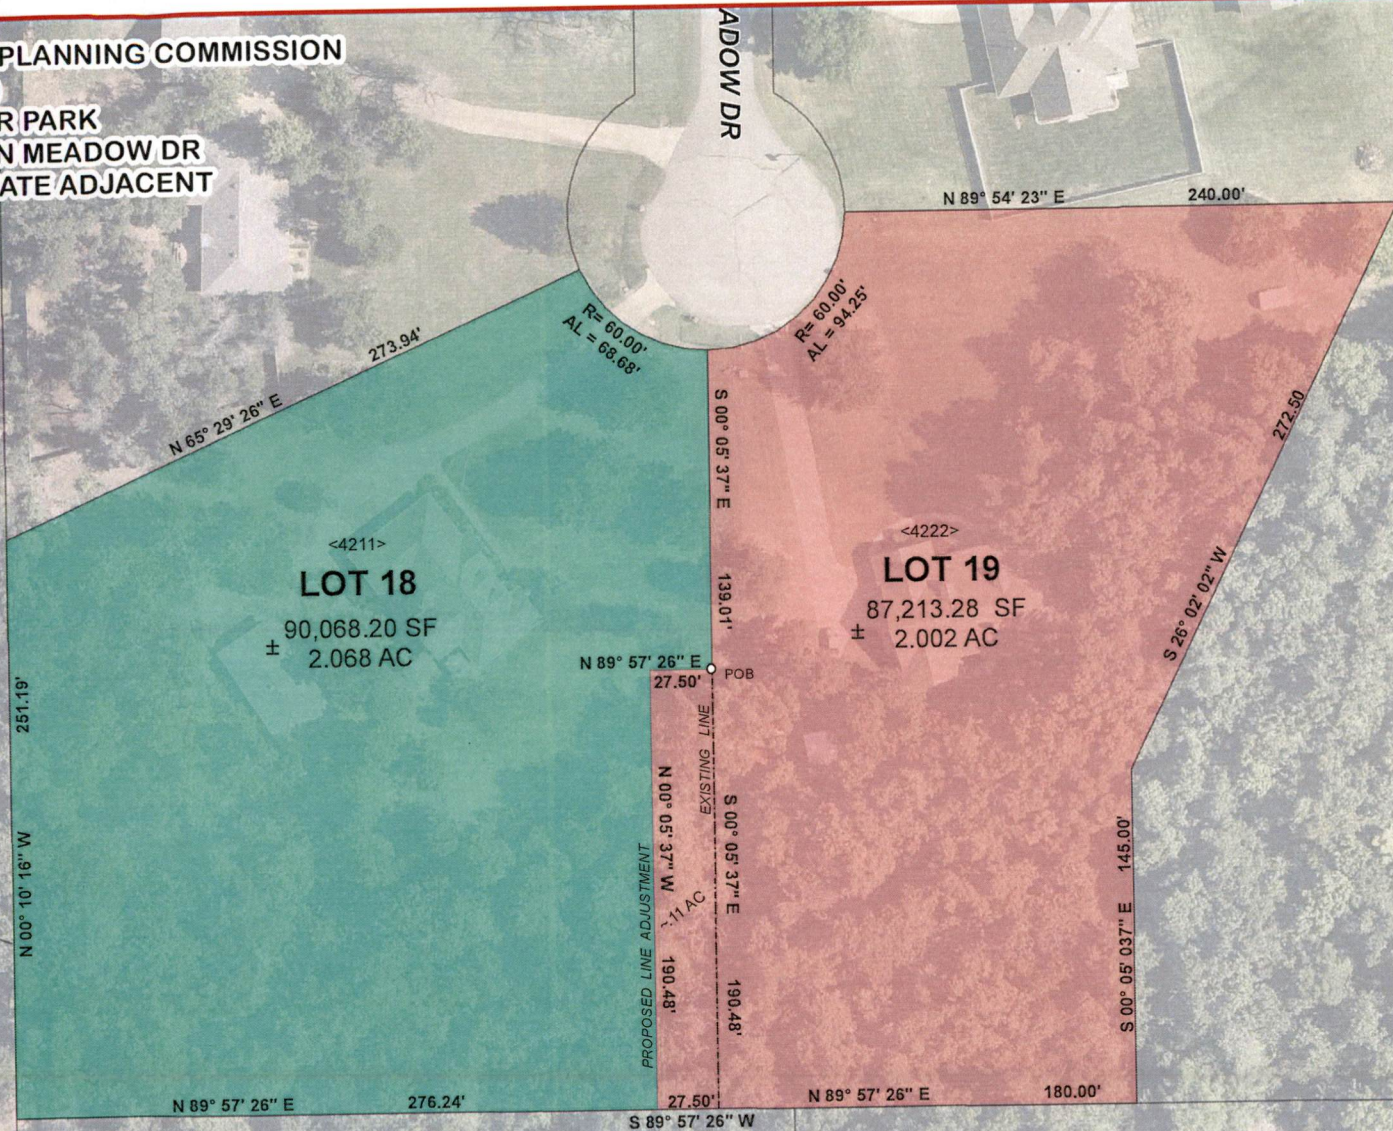 PLANNING COMMISSION
R PARK
N MEADOW DR
ATE ADJACENT
ADOW DR
N 89° 54' 23" E
240.00'
R= 60.00'
AL = 68.68'
R= 60.00'
AL = 94.25'
273.94'
N 65° 29' 26" E
S 00° 05' 37" E
139.01'
272.50
S 26° 02' 02" W
<4211>
LOT 18
90,068.20 SF
± 2.068 AC
<4222>
LOT 19
87,213.28 SF
± 2.002 AC
N 89° 57' 26" E
27.50'
POB
251.19'
N 00° 10' 16" W
EXISTING LINE
N 00° 05' 37" W
190.48'
S 00° 05' 37" E
190.48'
PROPOSED LINE ADJUSTMENT
~.11 AC
145.00'
S 00° 05' 037" E
N 89° 57' 26" E
276.24'
27.50'
N 89° 57' 26" E
180.00'
S 89° 57' 26" W